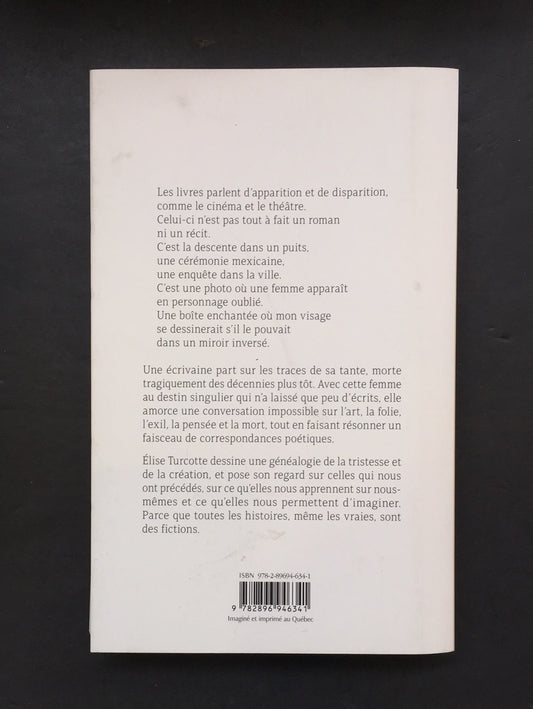 Les livres parlent d'apparition et de disparition,
comme le cinéma et le théâtre.
Celui-ci n'est pas tout à fait un roman
ni un récit.
C'est la descente dans un puits,
une cérémonie mexicaine,
une enquête dans la ville.
C'est une photo où une femme apparaît
en personnage oublié.
Une boîte enchantée où mon visage
se dessinerait s'il le pouvait
dans un miroir inversé.
Une écrivaine part sur les traces de sa tante, morte
tragiquement des décennies plus tôt. Avec cette femme
au destin singulier qui n'a laissé que peu d'écrits, elle
amorce une conversation impossible sur l'art, la folie,
l'exil, la pensée et la mort, tout en faisant résonner un
faisceau de correspondances poétiques.
Élise Turcotte dessine une généalogie de la tristesse et
de la création, et pose son regard sur celles qui nous
ont précédés, sur ce qu'elles nous apprennent sur nous-
mêmes et ce qu'elles nous permettent d'imaginer.
Parce que toutes les histoires, même les vraies, sont
des fictions.
ISBN 978-2-89694-634-1
9 782896 946341
Imaginé et imprimé au Québec